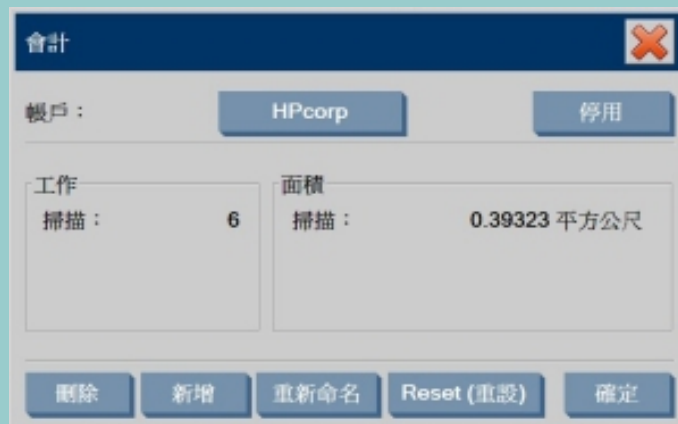 會計
帳戶： HPcorp 停用
工作 面積
掃描： 6 掃描： 0.39323 平方公尺
刪除 新增 重新命名 Reset (重設) 確定